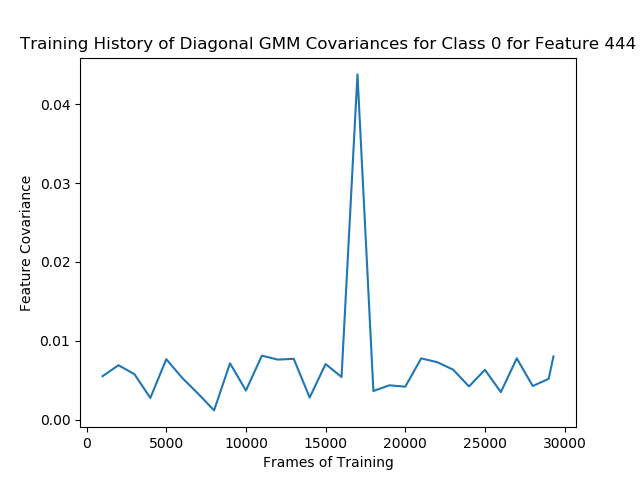 Training History of Diagonal GMM Covariances for Class 0 for Feature 444
0.04
0.03
0.02
0.01
0.00
Feature Covariance
0 5000 10000 15000 20000 25000 30000
Frames of Training